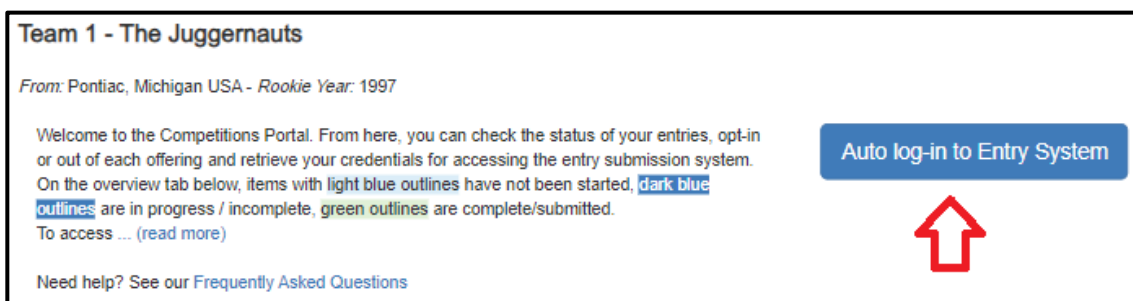 Team 1 - The Juggernauts
From: Pontiac, Michigan USA - Rookie Year: 1997
Welcome to the Competitions Portal. From here, you can check the status of your entries, opt-in
or out of each offering and retrieve your credentials for accessing the entry submission system.
On the overview tab below, items with light blue outlines have not been started, dark blue
outlines are in progress / incomplete, green outlines are complete/submitted.
To access ... (read more)
Need help? See our Frequently Asked Questions
Auto log-in to Entry System